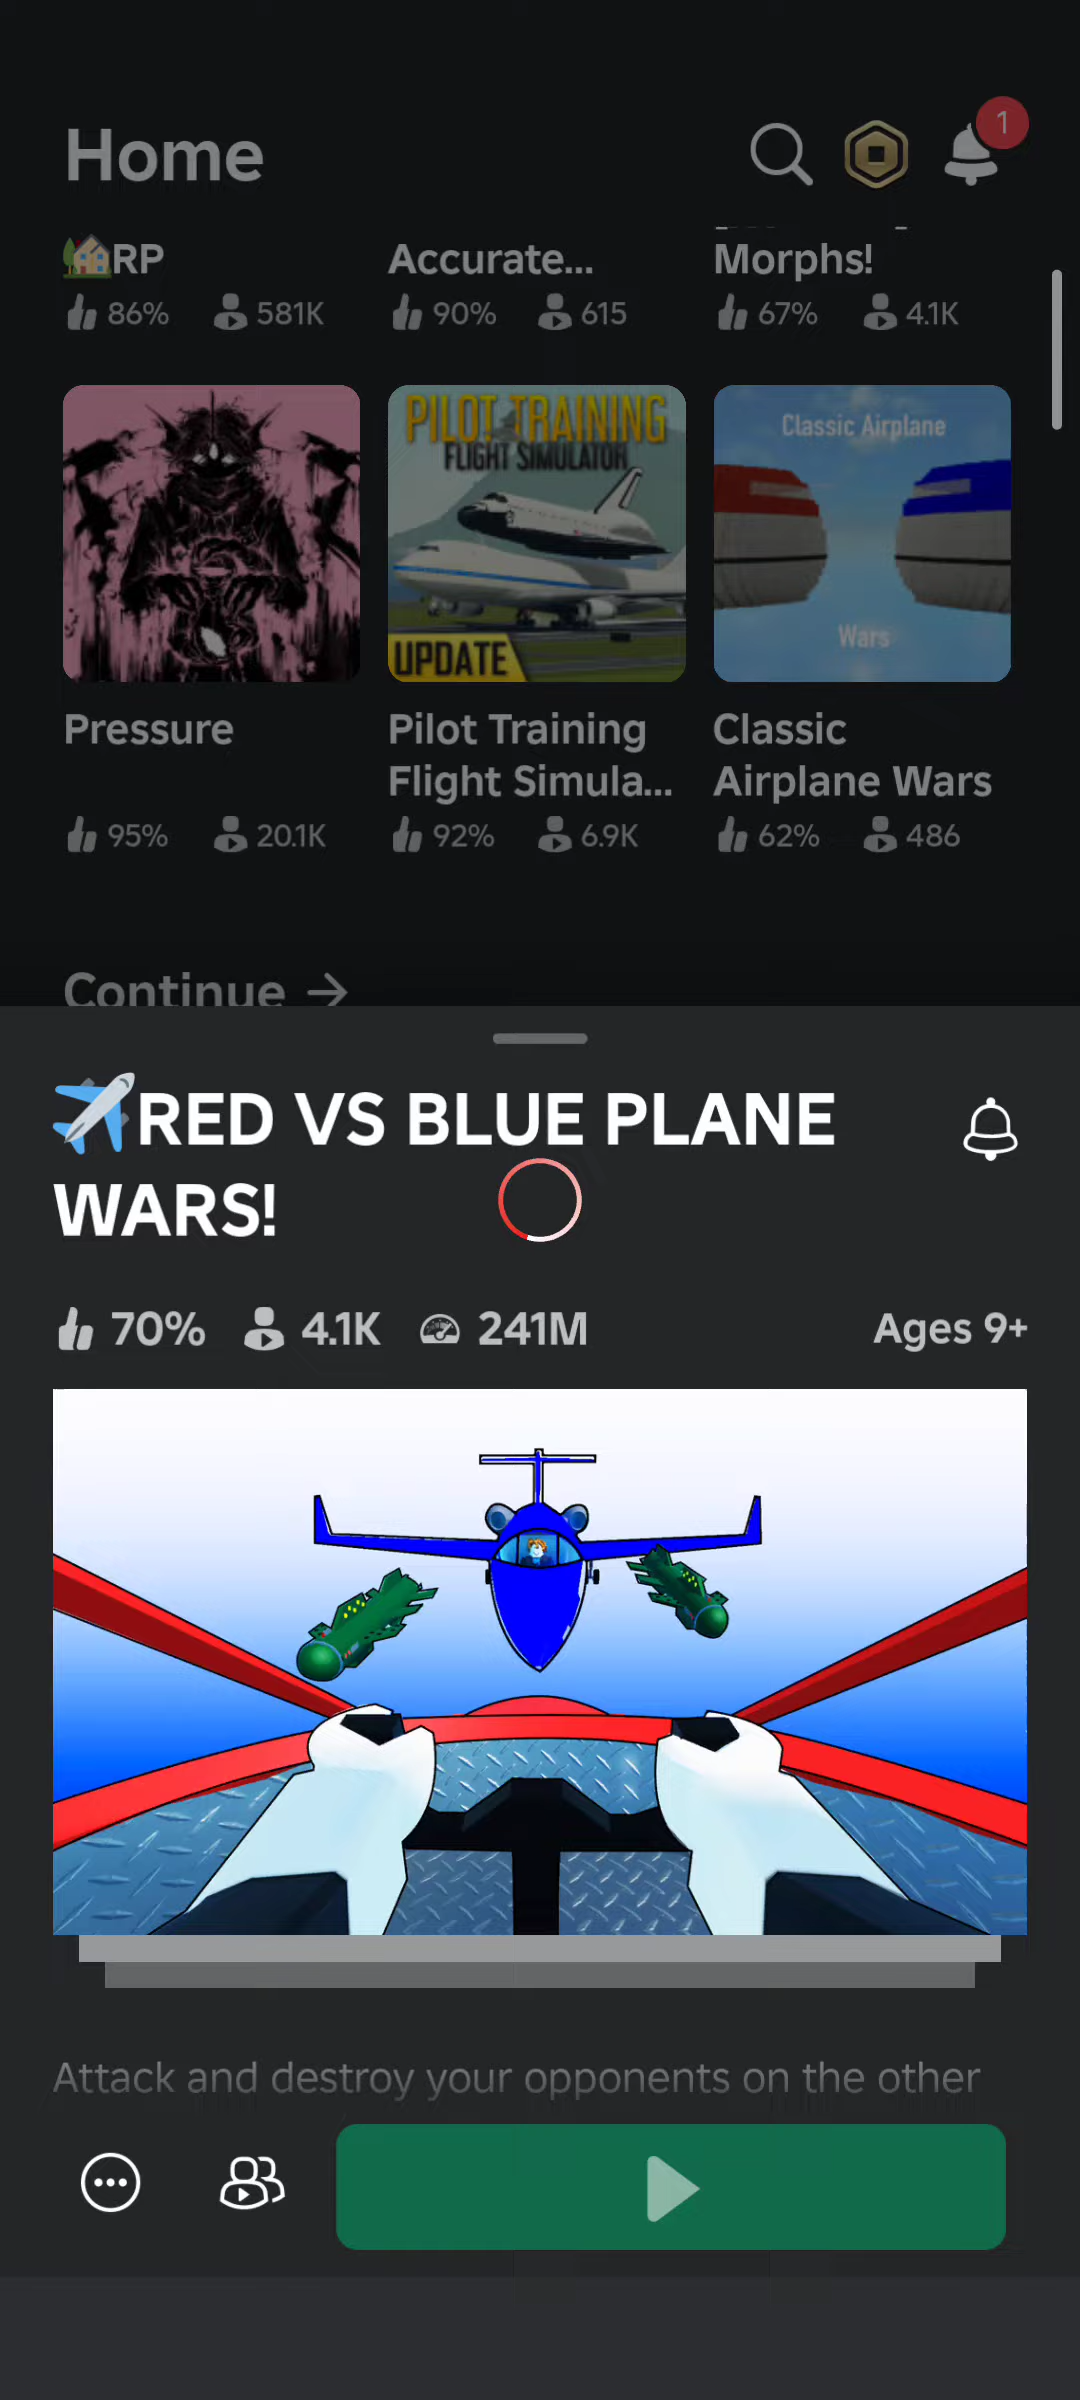 Home
1
RP
Accurate...
Morphs!
86%
581K
90%
615
67%
4.1K
PILOT TRAINING
FLIGHT SIMULATOR
UPDATE
Classic Airplane
Wars
Pressure
Pilot Training
Flight Simula...
Classic
Airplane Wars
95%
20.1K
92%
6.9K
62%
486
Continue →
RED VS BLUE PLANE
WARS!
70%
4.1K
241M
Ages 9+
Attack and destroy your opponents on the other